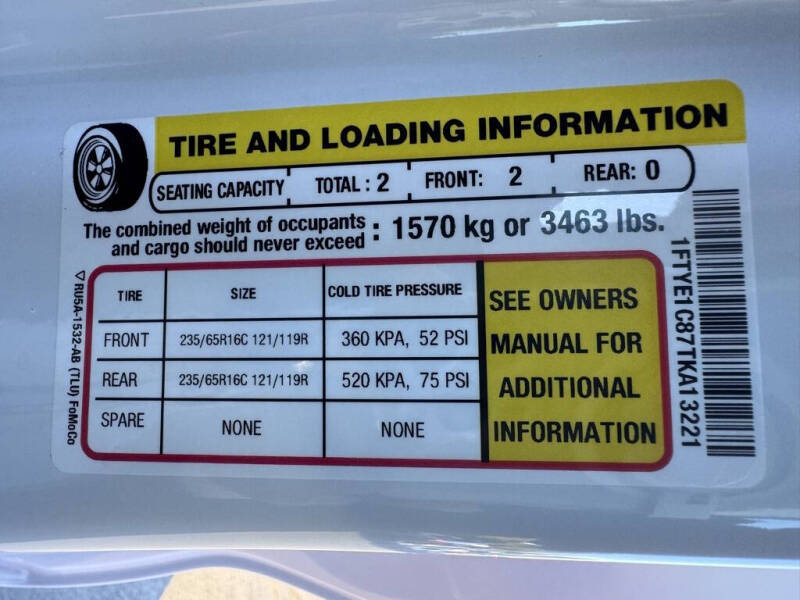 TIRE AND LOADING INFORMATION
SEATING CAPACITY TOTAL : 2 FRONT: 2 REAR: 0
The combined weight of occupants and cargo should never exceed : 1570 kg or 3463 lbs.
TIRE SIZE COLD TIRE PRESSURE
FRONT 235/65R16C 121/119R 360 KPA, 52 PSI
REAR 235/65R16C 121/119R 520 KPA, 75 PSI
SPARE NONE NONE
SEE OWNERS
MANUAL FOR
ADDITIONAL
INFORMATION
RU5A-1532-AB (TLU) FoMoCo
1FTYE1C87TKA13221